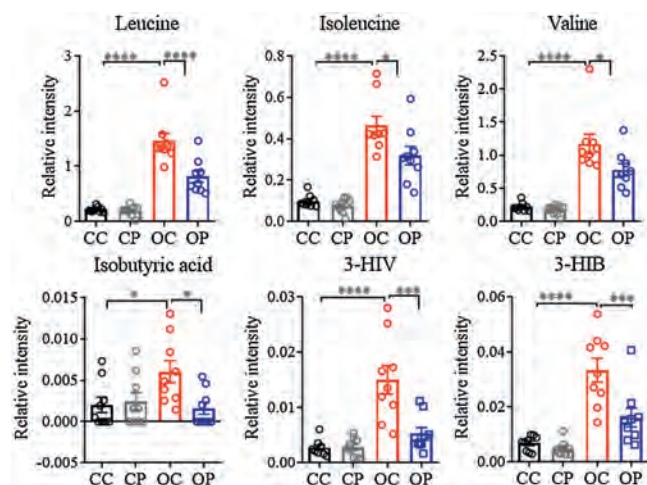 Leucine
Relative intensity
3
2
1
0
**** ****
CC CP OC OP
Isoleucine
Relative intensity
0.8
0.6
0.4
0.2
0.0
**** *
CC CP OC OP
Valine
Relative intensity
2.5
2.0
1.5
1.0
0.5
0.0
**** *
CC CP OC OP
Isobutyric acid
Relative intensity
0.015
0.010
0.005
0.000
-0.005
* *
CC CP OC OP
3-HIV
Relative intensity
0.03
0.02
0.01
0.00
**** ***
CC CP OC OP
3-HIB
Relative intensity
0.06
0.04
0.02
0.00
**** ***
CC CP OC OP